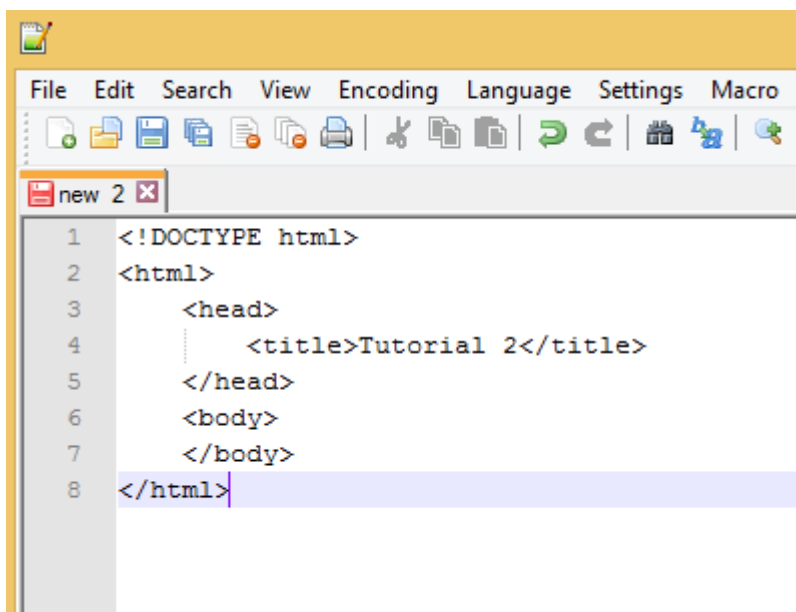 File Edit Search View Encoding Language Settings Macro
new 2
1 <!DOCTYPE html>
2 <html>
3     <head>
4         <title>Tutorial 2</title>
5     </head>
6     <body>
7     </body>
8 </html>